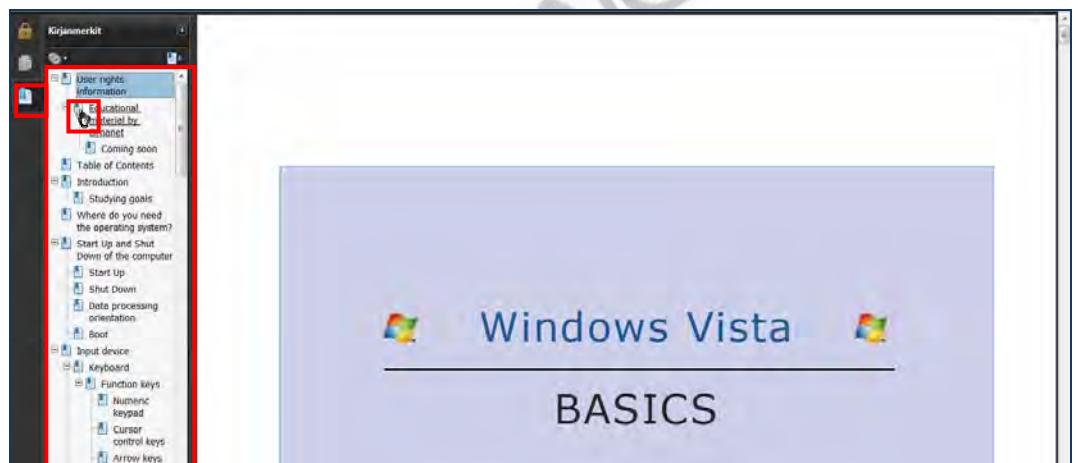 Kirjanmerkit
User rights
information
Educational
material by
Coming soon
Table of Contents
Introduction
Studying goals
Where do you need
the operating system?
Start Up and Shut
Down of the computer
Start Up
Shut Down
Data processing
orientation
Boot
Input device
Keyboard
Function keys
Numeric
keypad
Cursor
control keys
Arrow keys
Windows Vista
BASICS